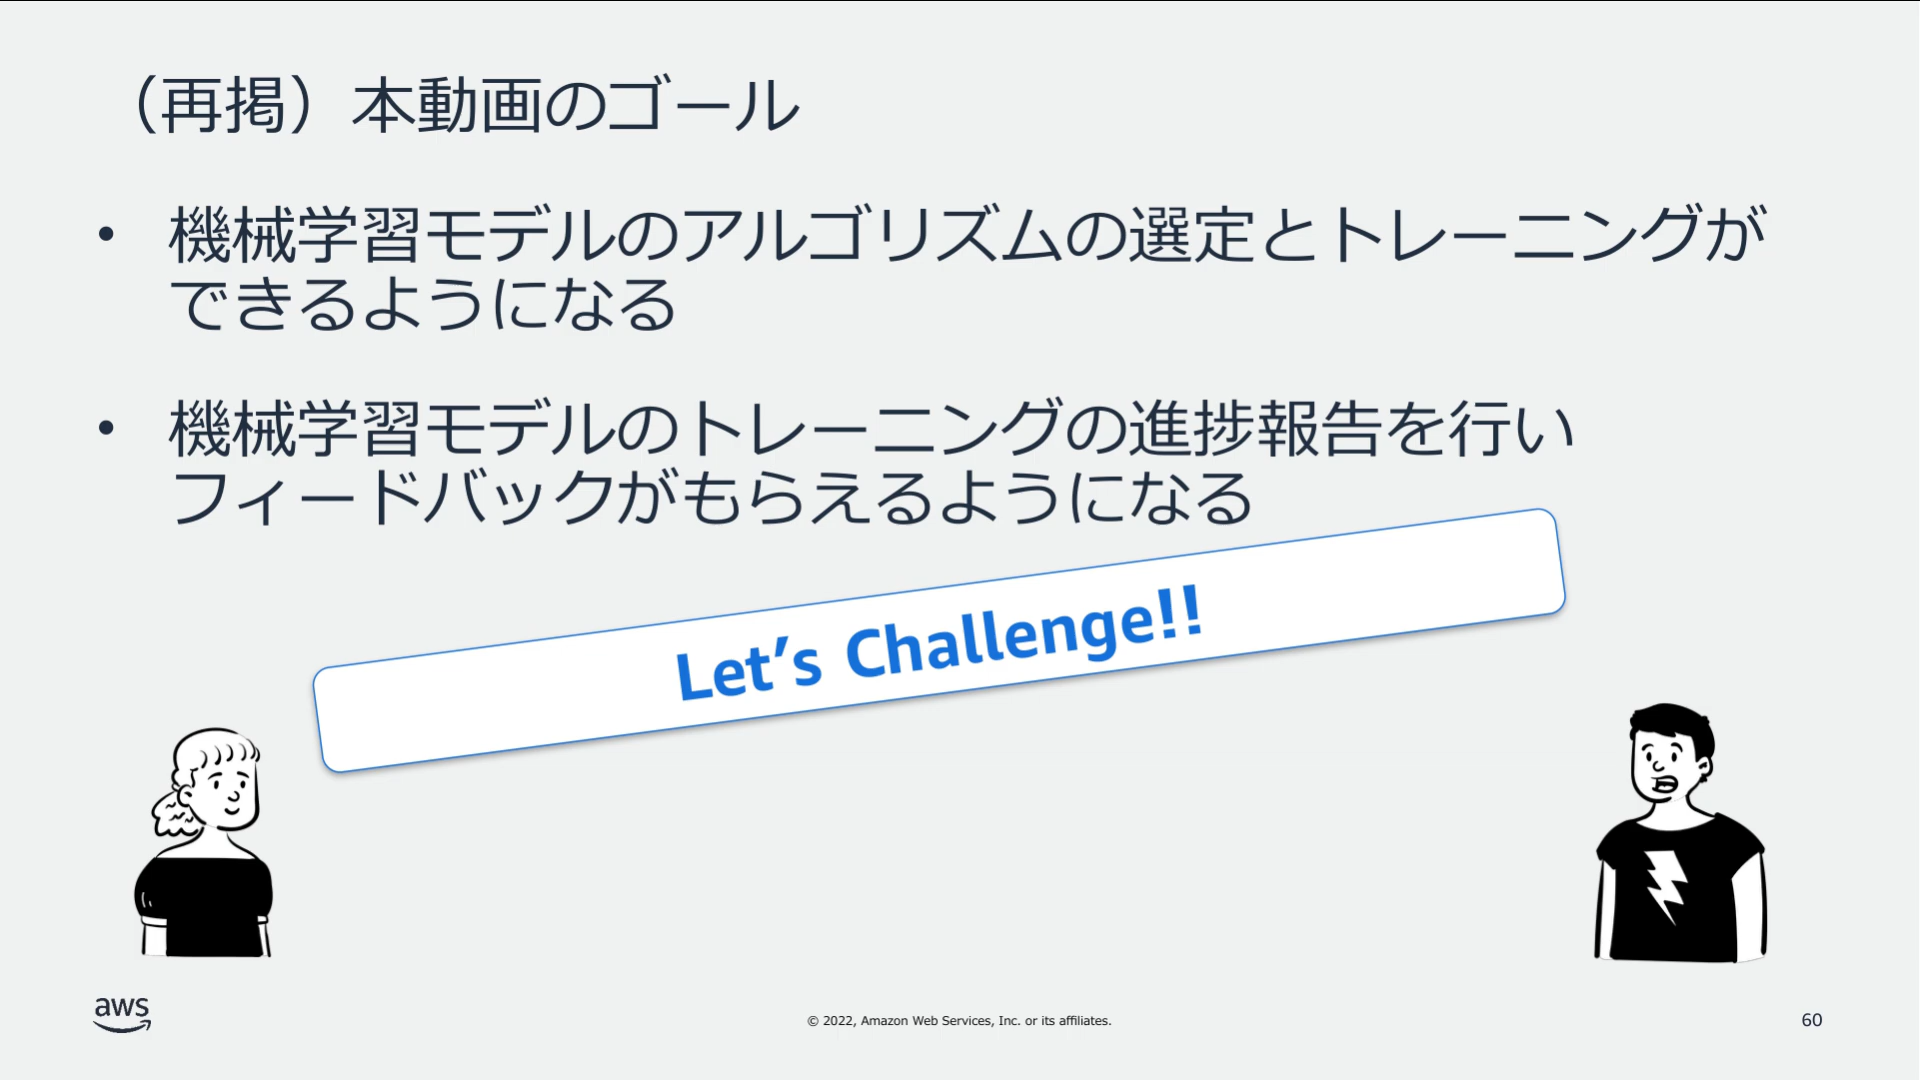 （再掲）本動画のゴール
• 機械学習モデルのアルゴリズムの選定とトレーニングが
できるようになる
• 機械学習モデルのトレーニングの進捗報告を行い
フィードバックがもらえるようになる
Let’s Challenge!!
aws
© 2022, Amazon Web Services, Inc. or its affiliates.
60